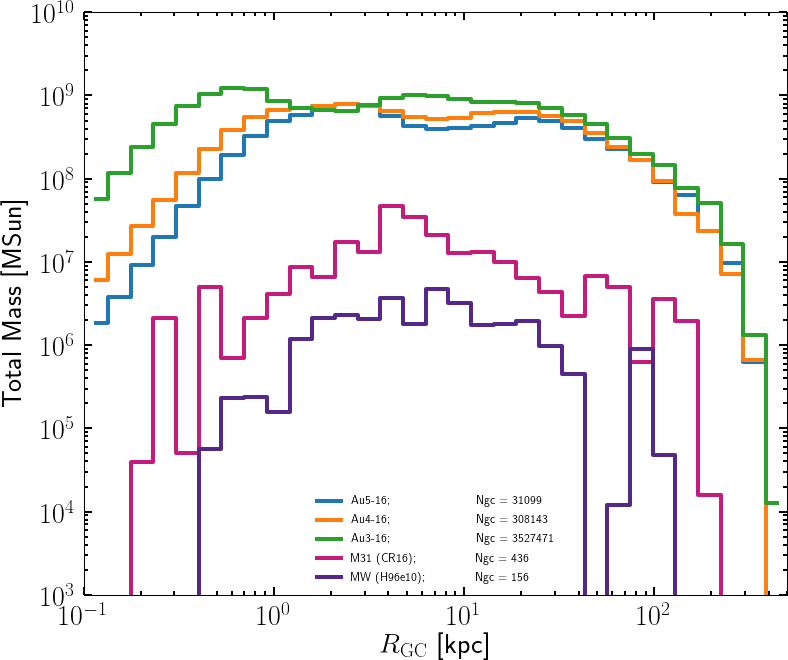 10^10
10^9
10^8
10^7
10^6
10^5
10^4
10^3
Total Mass [MSun]
Au5-16; Ngc = 31099
Au4-16; Ngc = 308143
Au3-16; Ngc = 3527471
M31 (CR16); Ngc = 436
MW (H96e10); Ngc = 156
10^-1 10^0 10^1 10^2
R_GC [kpc]